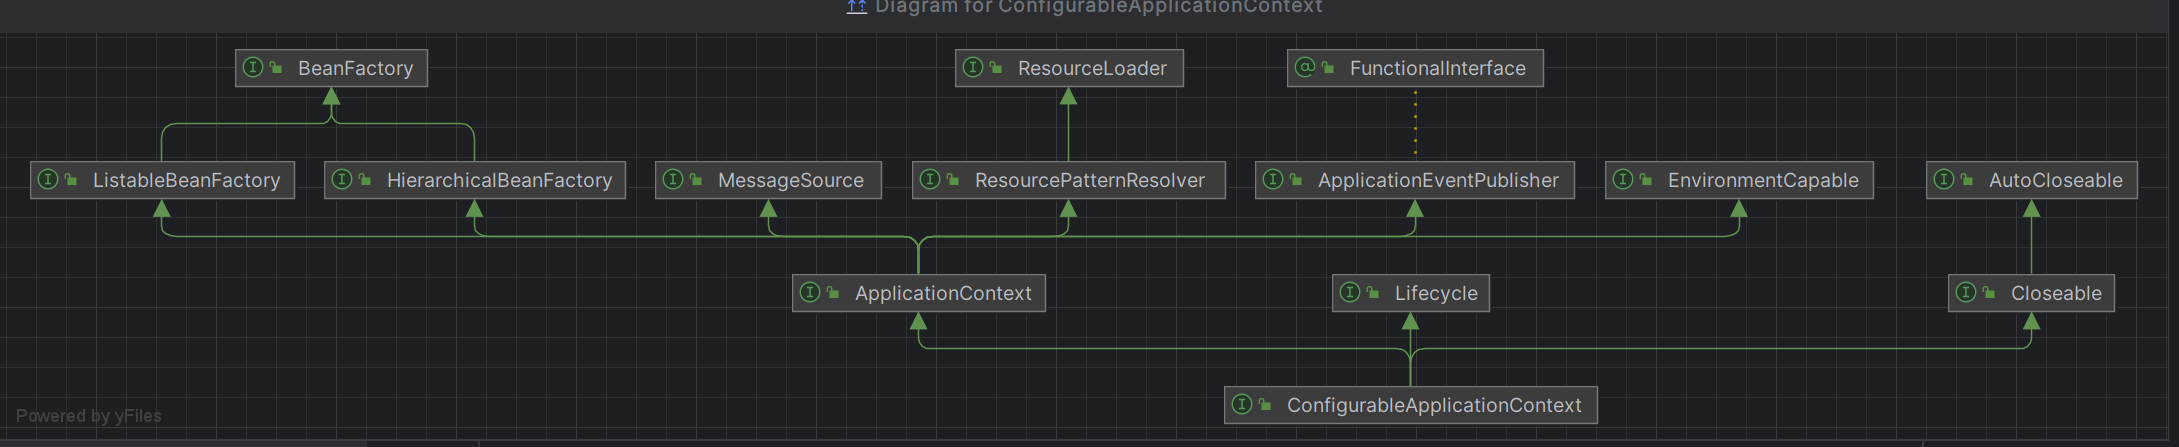 Diagram for ConfigurableApplicationContext
BeanFactory
ResourceLoader
FunctionalInterface
ListableBeanFactory
HierarchicalBeanFactory
MessageSource
ResourcePatternResolver
ApplicationEventPublisher
EnvironmentCapable
AutoCloseable
ApplicationContext
Lifecycle
Closeable
ConfigurableApplicationContext
Powered by yFiles